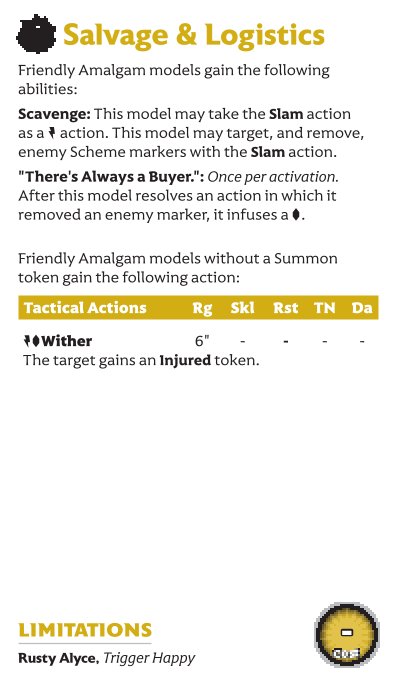 Salvage & Logistics
Friendly Amalgam models gain the following
abilities:
Scavenge: This model may take the Slam action
as a action. This model may target, and remove,
enemy Scheme markers with the Slam action.
"There's Always a Buyer.": Once per activation.
After this model resolves an action in which it
removed an enemy marker, it infuses a .
Friendly Amalgam models without a Summon
token gain the following action:
Tactical Actions Rg Skl Rst TN Da
Wither 6" - - - -
The target gains an Injured token.
LIMITATIONS
Rusty Alyce, Trigger Happy